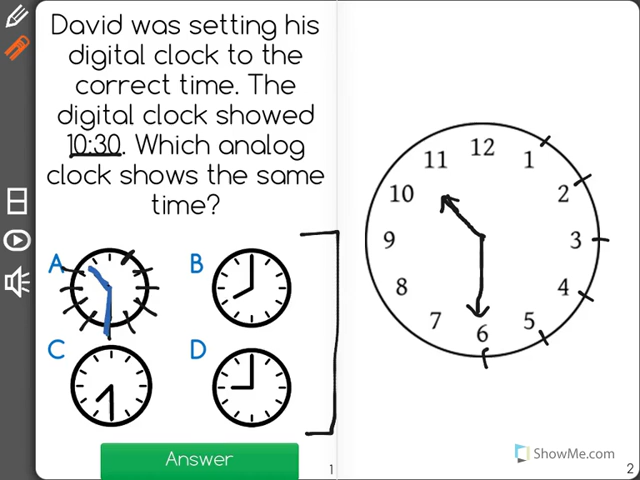 David was setting his
digital clock to the
correct time. The
digital clock showed
10:30. Which analog
clock shows the same
time?
A
B
C
D
Answer
1
12
11
1
10
2
9
3
8
4
7
5
6
ShowMe.com
2